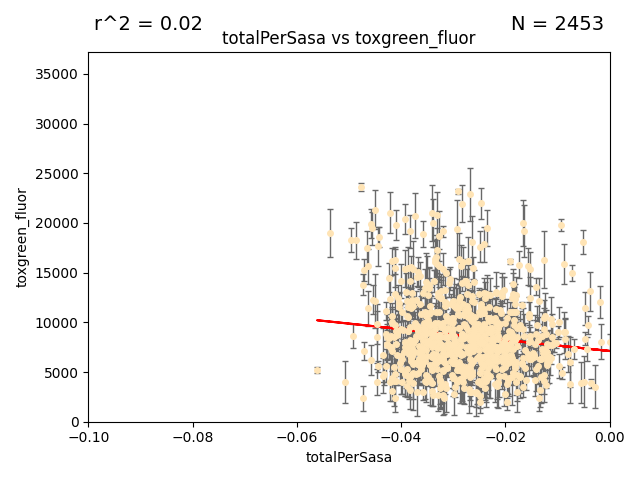 r^2 = 0.02
N = 2453
totalPerSasa vs toxgreen_fluor
35000
30000
25000
20000
15000
10000
5000
0
toxgreen_fluor
−0.10
−0.08
−0.06
−0.04
−0.02
0.00
totalPerSasa